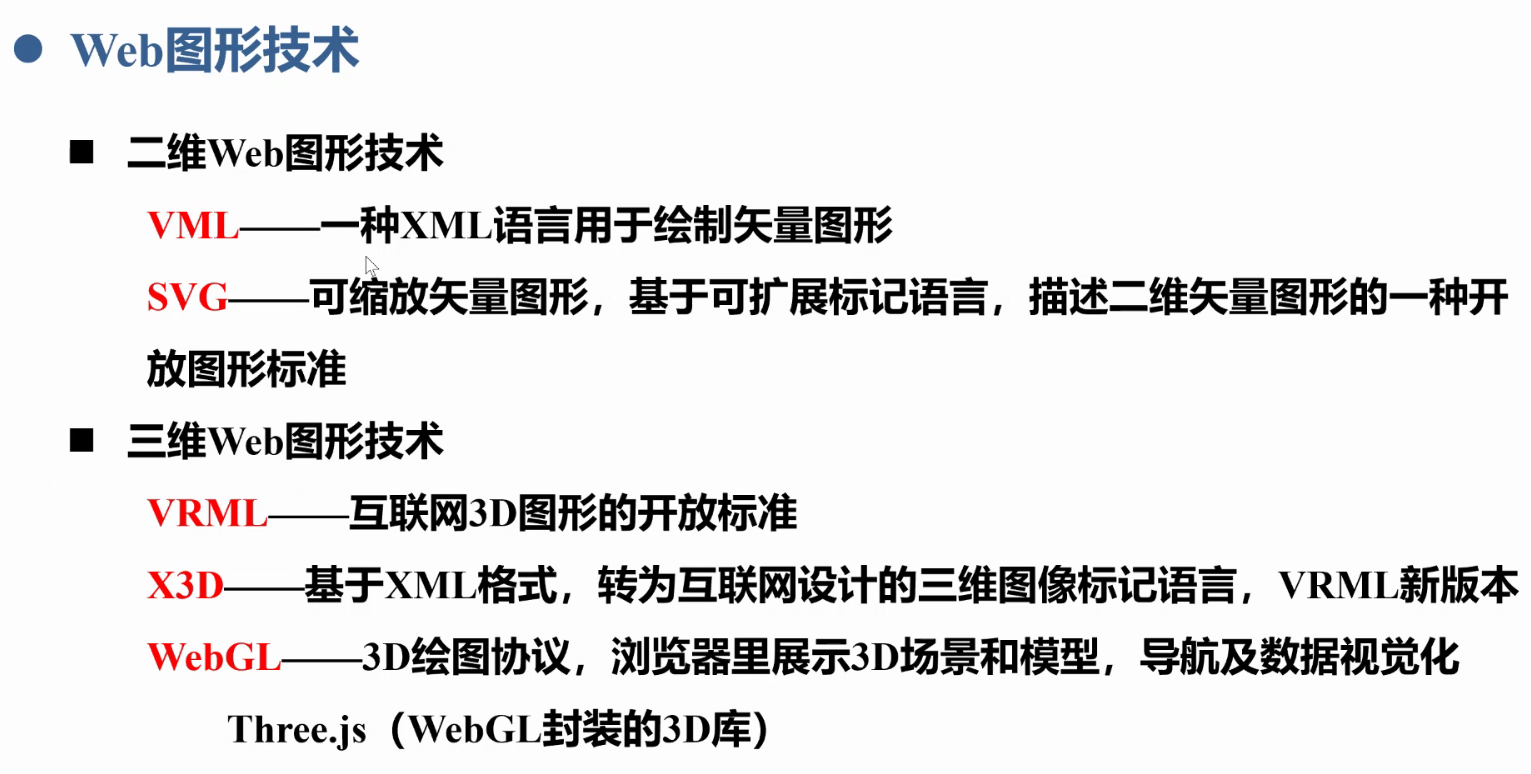 Web图形技术
二维Web图形技术
VML——一种XML语言用于绘制矢量图形
SVG——可缩放矢量图形，基于可扩展标记语言，描述二维矢量图形的一种开
放图形标准
三维Web图形技术
VRML——互联网3D图形的开放标准
X3D——基于XML格式，转为互联网设计的三维图像标记语言，VRML新版本
WebGL——3D绘图协议，浏览器里展示3D场景和模型，导航及数据视觉化
Three.js（WebGL封装的3D库）